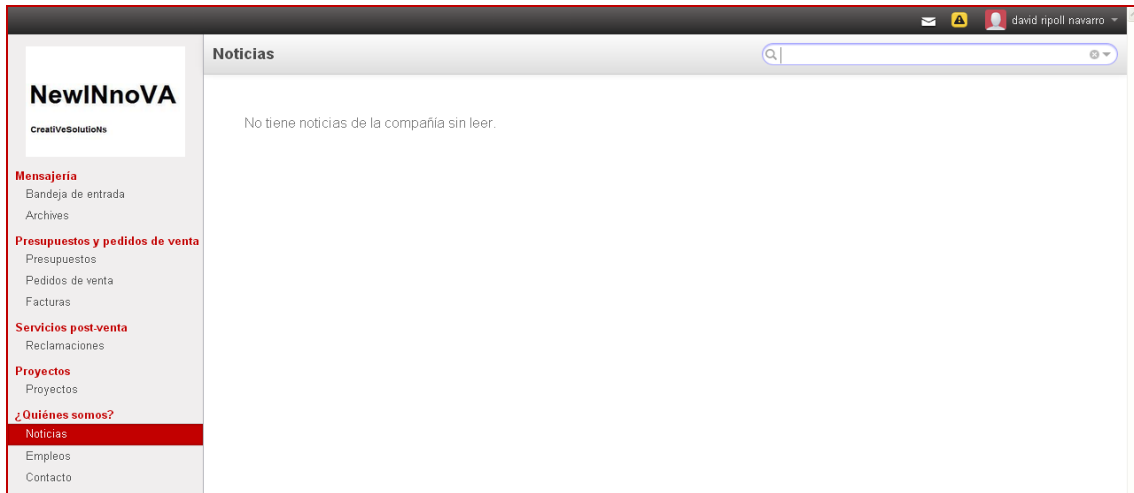 david ripoll navarro
NewINnoVA
CreatiVeSolutioNs
Noticias
No tiene noticias de la compañía sin leer.
Mensajería
Bandeja de entrada
Archives
Presupuestos y pedidos de venta
Presupuestos
Pedidos de venta
Facturas
Servicios post-venta
Reclamaciones
Proyectos
Proyectos
¿Quiénes somos?
Noticias
Empleos
Contacto